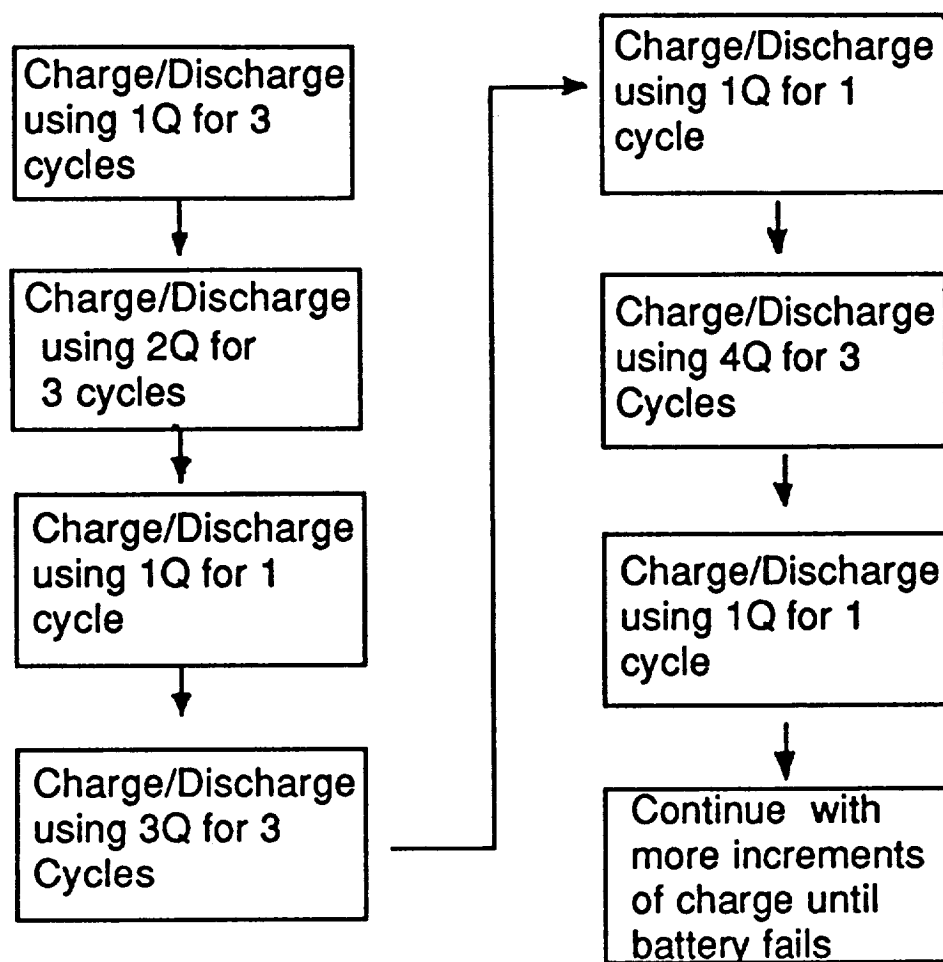 Charge/Discharge
using 1Q for 3
cycles
Charge/Discharge
using 2Q for
3 cycles
Charge/Discharge
using 1Q for 1
cycle
Charge/Discharge
using 3Q for 3
Cycles
Charge/Discharge
using 1Q for 1
cycle
Charge/Discharge
using 4Q for 3
Cycles
Charge/Discharge
using 1Q for 1
cycle
Continue with
more increments
of charge until
battery fails